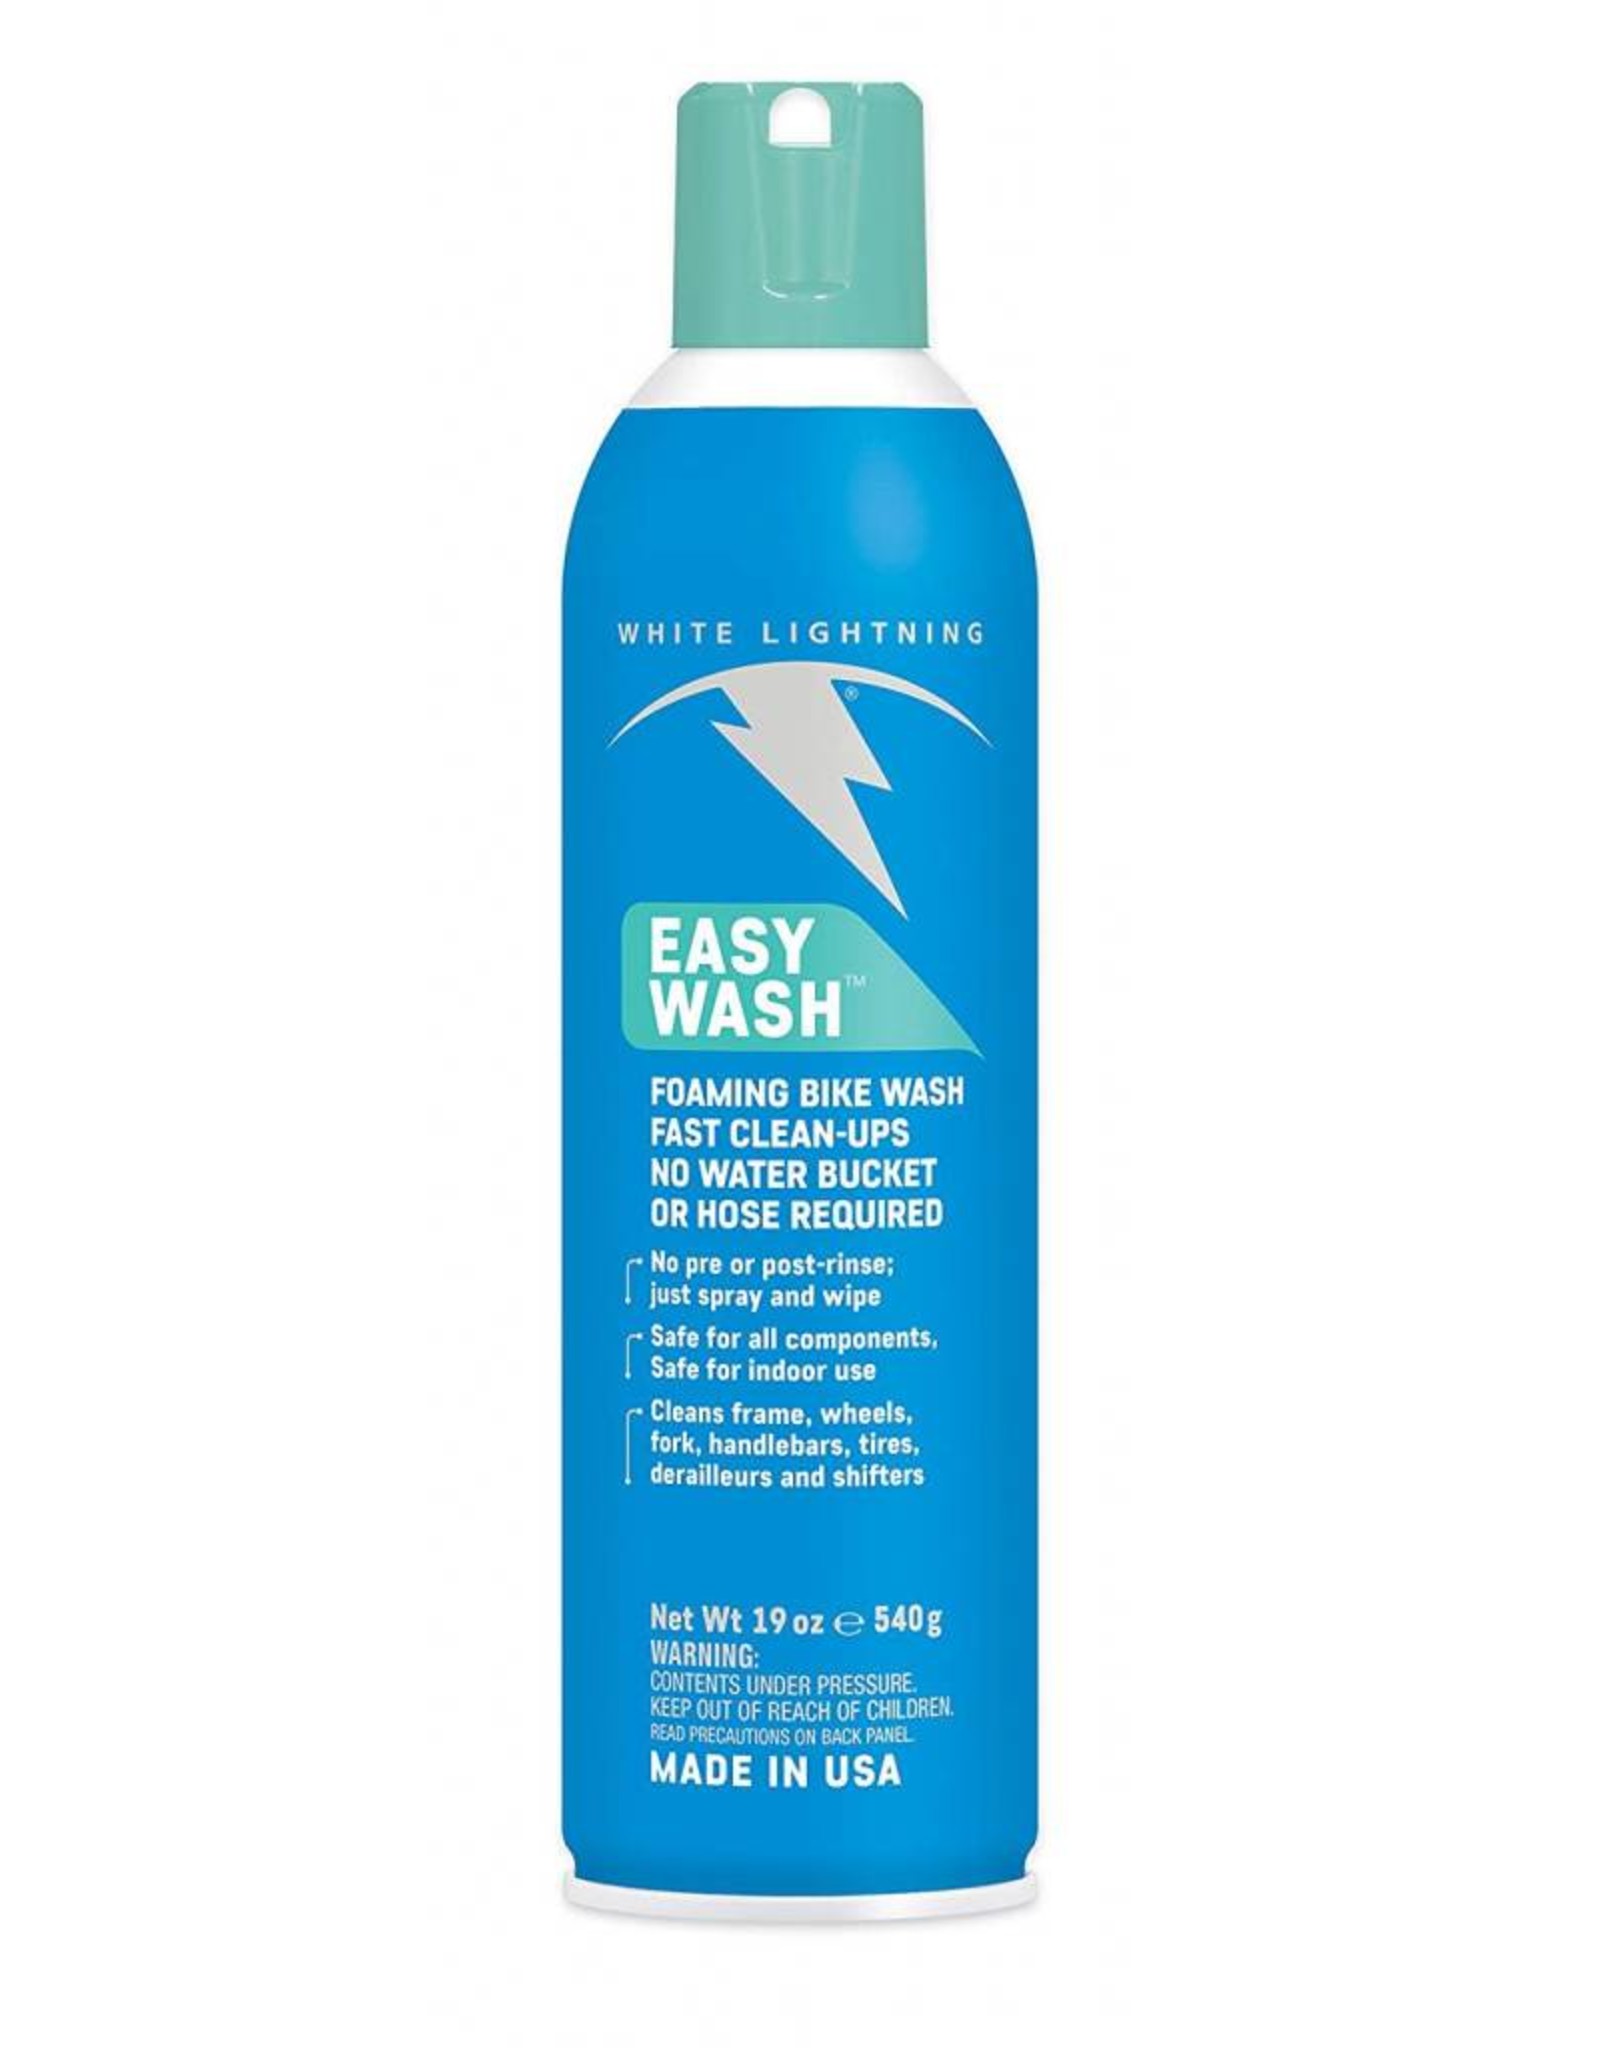 WHITE LIGHTNING
®
EASY
WASH™
FOAMING BIKE WASH
FAST CLEAN-UPS
NO WATER BUCKET
OR HOSE REQUIRED
No pre or post-rinse;
just spray and wipe
Safe for all components,
Safe for indoor use
Cleans frame, wheels,
fork, handlebars, tires,
derailleurs and shifters
Net Wt 19 oz ℮ 540g
WARNING:
CONTENTS UNDER PRESSURE.
KEEP OUT OF REACH OF CHILDREN.
READ PRECAUTIONS ON BACK PANEL.
MADE IN USA